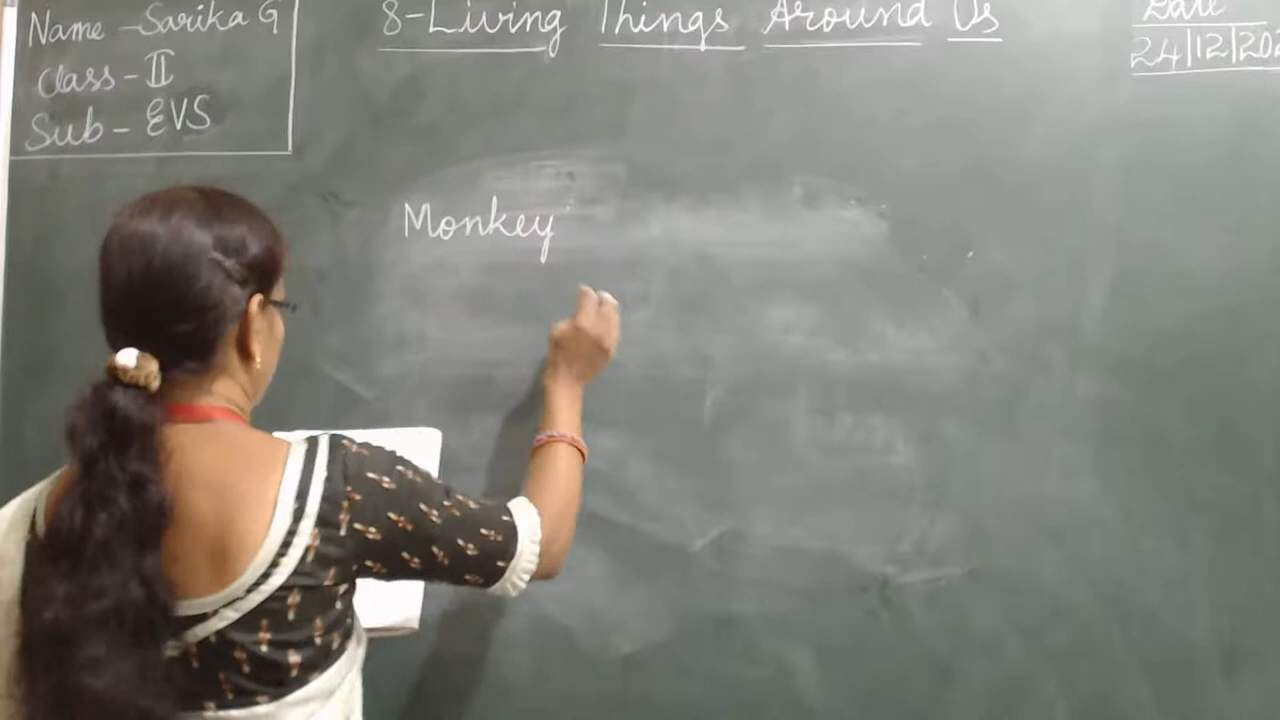 Name - Sarika G
Class - II
Sub - EVS
8-Living Things Around Us
Date
24|12|202
Monkey